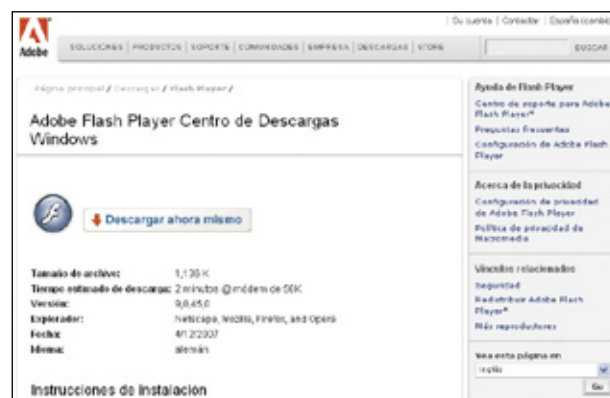 Su cuenta | Contactar | España (cambiar)
Adobe
SOLUCIONES | PRODUCTOS | SOPORTE | COMUNIDADES | EMPRESA | DESCARGAS | STORE
BUSCAR
Página principal / Descargar / Flash Player /
Adobe Flash Player Centro de Descargas
Windows
Descargar ahora mismo
Tamaño de archivo: 1,136 K
Tiempo estimado de descarga: 2 minutos @ módem de 56K
Versión: 9,0,45,0
Explorador: Netscape, Mozilla, Firefox, and Opera
Fecha: 4/12/2007
Idioma: alemán
Instrucciones de instalación
Ayuda de Flash Player
Centro de soporte para Adobe
Flash Player*
Preguntas frecuentes
Configuración de Adobe Flash
Player
Acerca de la privacidad
Configuración de privacidad
de Adobe Flash Player
Política de privacidad de
Macromedia
Vínculos relacionados
Seguridad
Redistribuir Adobe Flash
Player*
Más reproductores
Vea esta página en
Inglés
Go